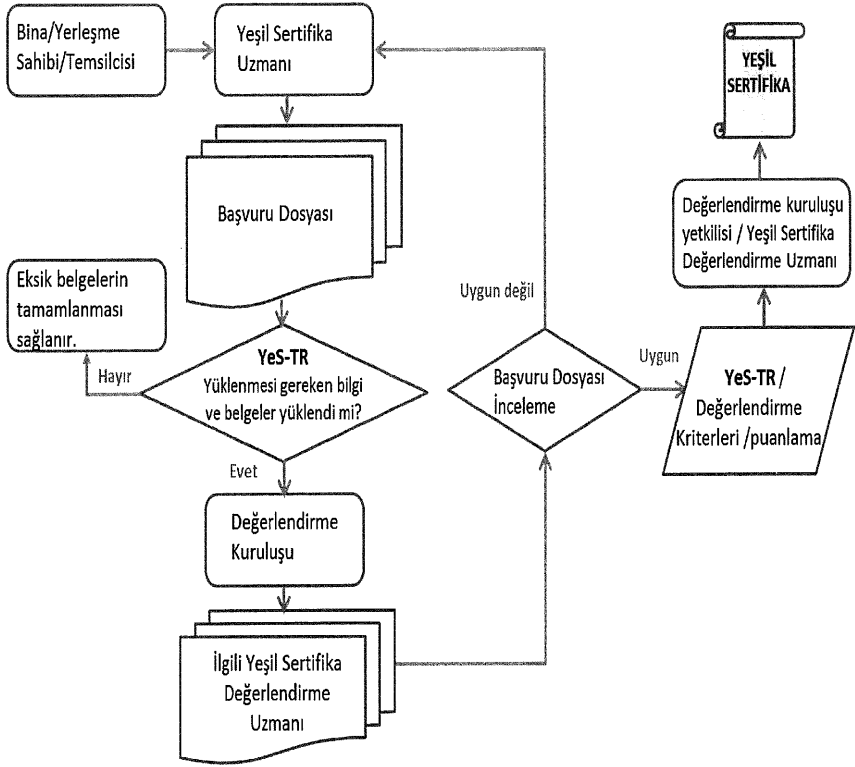 Bina/Yerleşme
Sahibi/Temsilcisi
Yeşil Sertifika
Uzmanı
Başvuru Dosyası
Eksik belgelerin
tamamlanması
sağlanır.
Hayır
YeS-TR
Yüklenmesi gereken bilgi
ve belgeler yüklendi mi?
Evet
Değerlendirme
Kuruluşu
İlgili Yeşil Sertifika
Değerlendirme
Uzmanı
Uygun değil
Başvuru Dosyası
İnceleme
Uygun
YeS-TR /
Değerlendirme
Kriterleri /puanlama
Değerlendirme kuruluşu
yetkilisi / Yeşil Sertifika
Değerlendirme Uzmanı
YEŞİL
SERTİFİKA